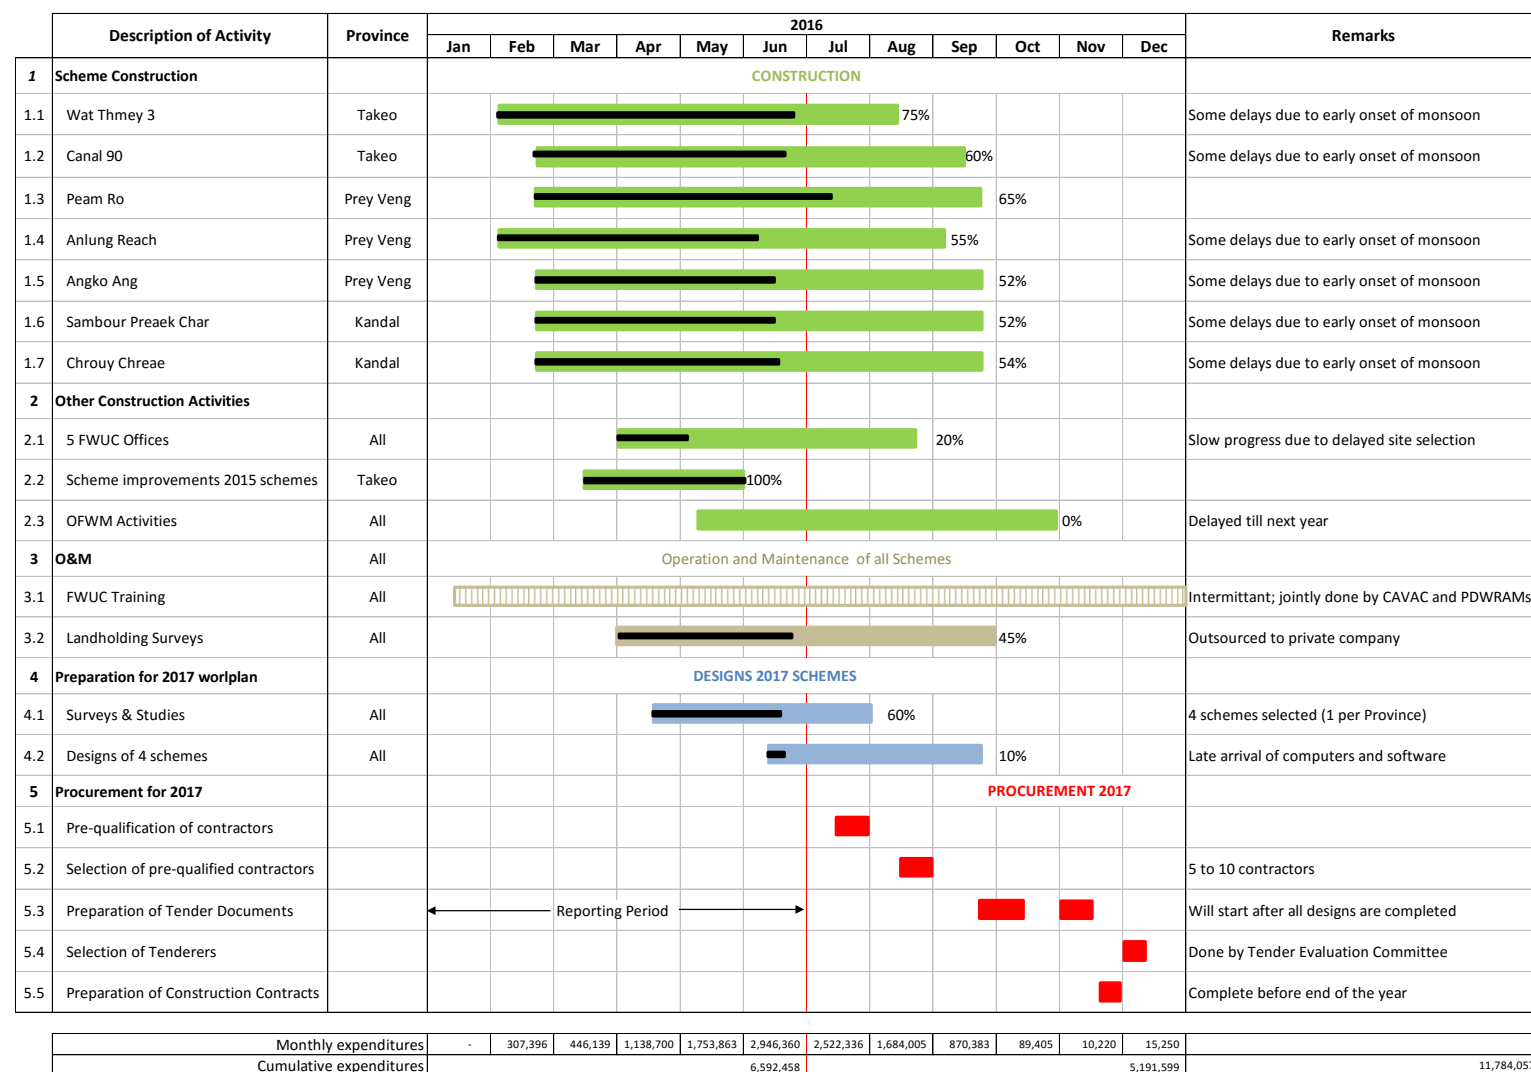 Description of Activity Province 2016 Remarks
Jan Feb Mar Apr May Jun Jul Aug Sep Oct Nov Dec
1 Scheme Construction CONSTRUCTION
1.1 Wat Thmey 3 Takeo 75% Some delays due to early onset of monsoon
1.2 Canal 90 Takeo 60% Some delays due to early onset of monsoon
1.3 Peam Ro Prey Veng 65%
1.4 Anlung Reach Prey Veng 55% Some delays due to early onset of monsoon
1.5 Angko Ang Prey Veng 52% Some delays due to early onset of monsoon
1.6 Sambour Preaek Char Kandal 52% Some delays due to early onset of monsoon
1.7 Chrouy Chreae Kandal 54% Some delays due to early onset of monsoon
2 Other Construction Activities
2.1 5 FWUC Offices All 20% Slow progress due to delayed site selection
2.2 Scheme improvements 2015 schemes Takeo 100%
2.3 OFWM Activities All 0% Delayed till next year
3 O&M All Operation and Maintenance of all Schemes
3.1 FWUC Training All Intermittant; jointly done by CAVAC and PDWRAMs
3.2 Landholding Surveys All 45% Outsourced to private company
4 Preparation for 2017 worlplan DESIGNS 2017 SCHEMES
4.1 Surveys & Studies All 60% 4 schemes selected (1 per Province)
4.2 Designs of 4 schemes All 10% Late arrival of computers and software
5 Procurement for 2017 PROCUREMENT 2017
5.1 Pre-qualification of contractors
5.2 Selection of pre-qualified contractors 5 to 10 contractors
5.3 Preparation of Tender Documents Reporting Period Will start after all designs are completed
5.4 Selection of Tenderers Done by Tender Evaluation Committee
5.5 Preparation of Construction Contracts Complete before end of the year
Monthly expenditures - 307,396 446,139 1,138,700 1,753,863 2,946,360 2,522,336 1,684,005 870,383 89,405 10,220 15,250
Cumulative expenditures 6,592,458 5,191,599 11,784,057